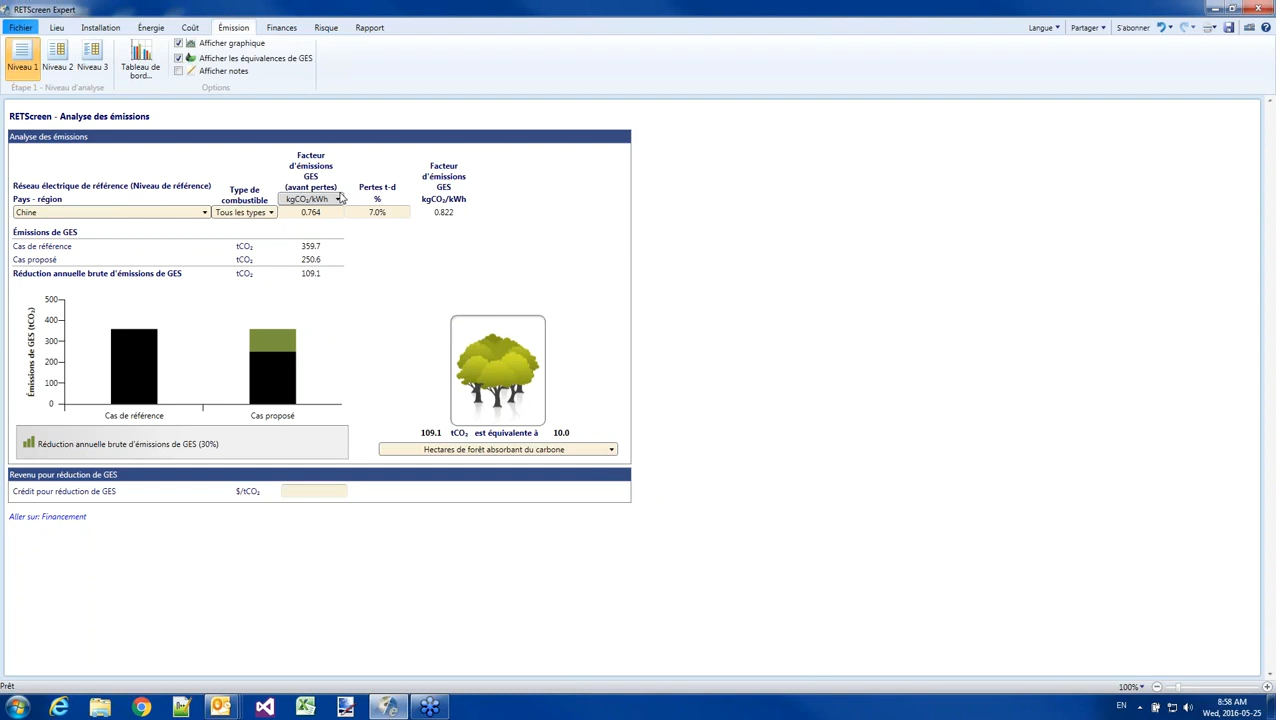 RETScreen Expert
Fichier Lieu Installation Énergie Coût Émission Finances Risque Rapport Langue Partager S'abonner
Niveau 1 Niveau 2 Niveau 3
Tableau de bord...
Afficher graphique
Afficher les équivalences de GES
Afficher notes
Étape 1 - Niveau d'analyse Options
RETScreen - Analyse des émissions
Analyse des émissions
Facteur
d'émissions
GES
(avant pertes)
Facteur
d'émissions
GES
Réseau électrique de référence (Niveau de référence) Type de Pertes t-d
Pays - région combustible kgCO₂/kWh % kgCO₂/kWh
Chine Tous les types 0.764 7.0% 0.822
Émissions de GES
Cas de référence tCO₂ 359.7
Cas proposé tCO₂ 250.6
Réduction annuelle brute d'émissions de GES tCO₂ 109.1
Émissions de GES (tCO₂)
500
400
300
200
100
0
Cas de référence Cas proposé
Réduction annuelle brute d'émissions de GES (30%)
109.1 tCO₂ est équivalente à 10.0
Hectares de forêt absorbant du carbone
Revenu pour réduction de GES
Crédit pour réduction de GES $/tCO₂
Aller sur: Financement
Prêt
100%
EN
8:58 AM
Wed, 2016-05-25